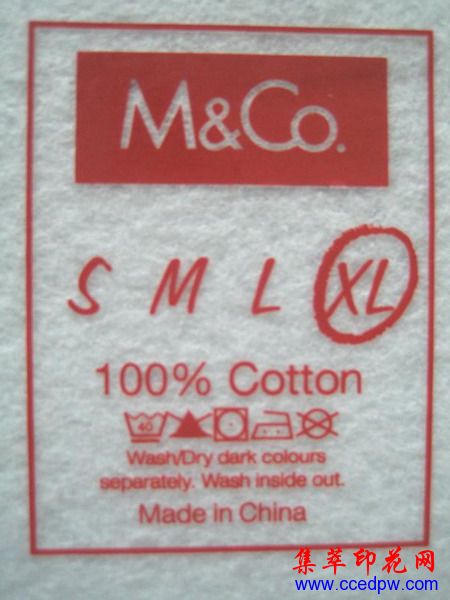 M&Co.
S M L XL
100% Cotton
40
Wash/Dry dark colours
separately. Wash inside out.
Made in China
集萃印花网
www.ccedpw.com